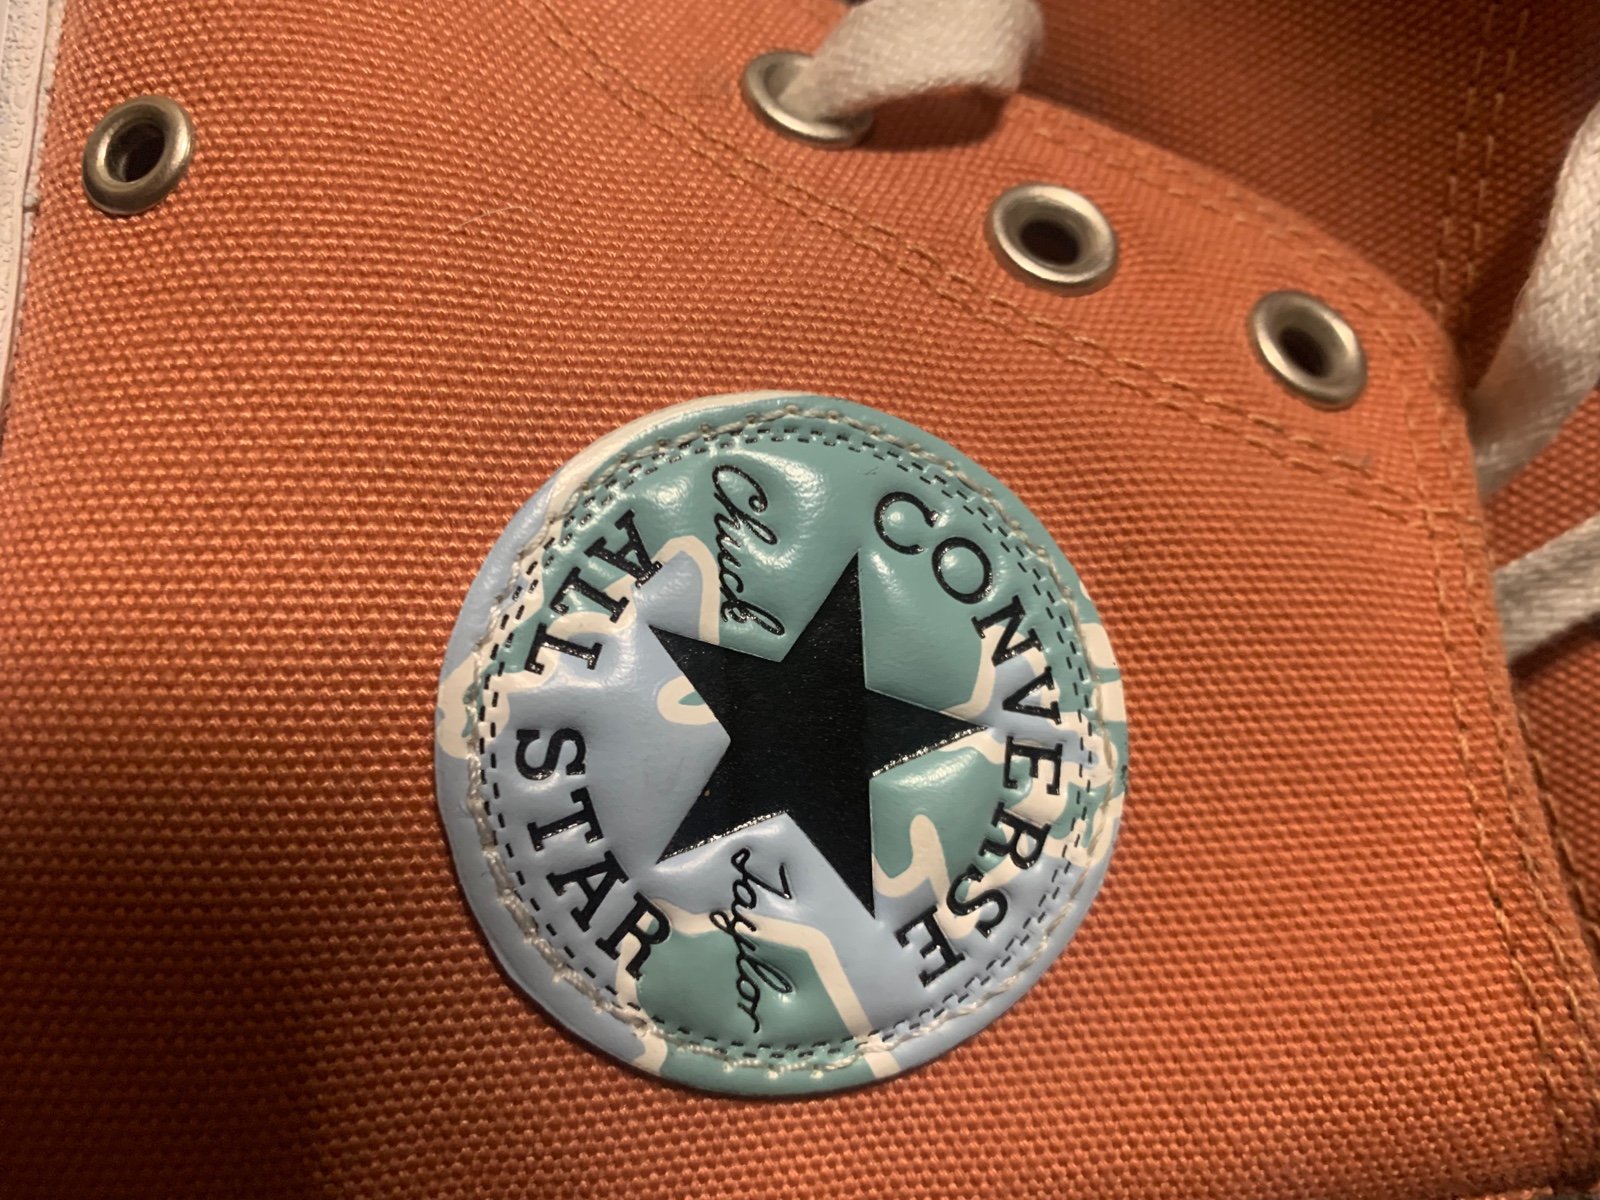 CONVERSE
Chuck Taylor
ALL STAR